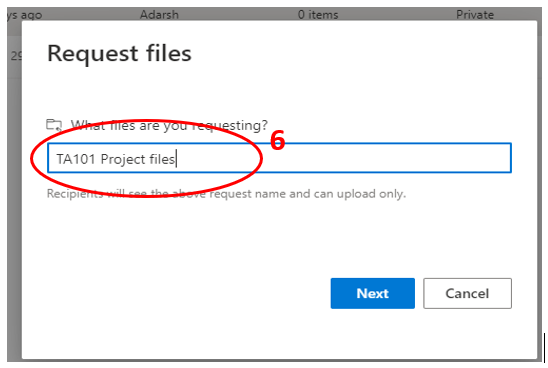 ys ago Adarsh 0 items Private
29
Request files
What files are you requesting?
6
TA101 Project files
Recipients will see the above request name and can upload only.
Next Cancel